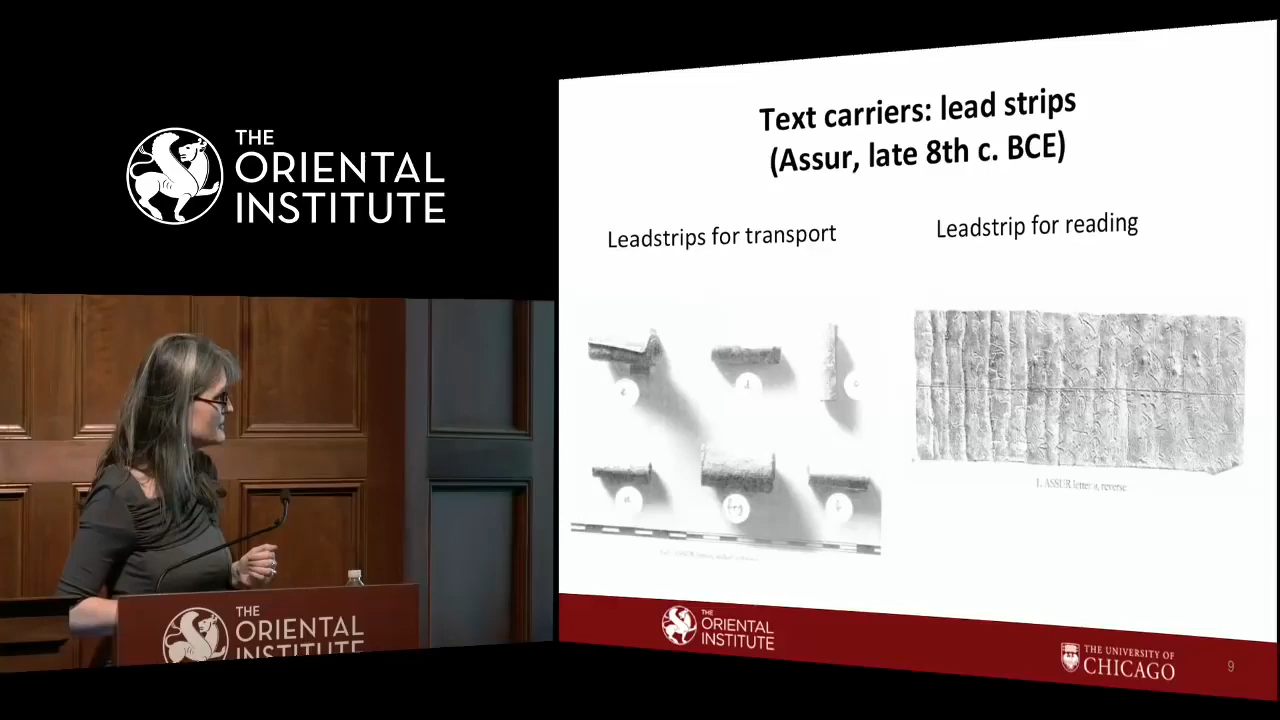 THE
ORIENTAL
INSTITUTE
Text carriers: lead strips
(Assur, late 8th c. BCE)
Leadstrips for transport
Leadstrip for reading
1. ASSUR letter a, reverse
THE
ORIENTAL
INSTITUTE
THE
ORIENTAL
INSTITUTE
THE UNIVERSITY OF
CHICAGO
9